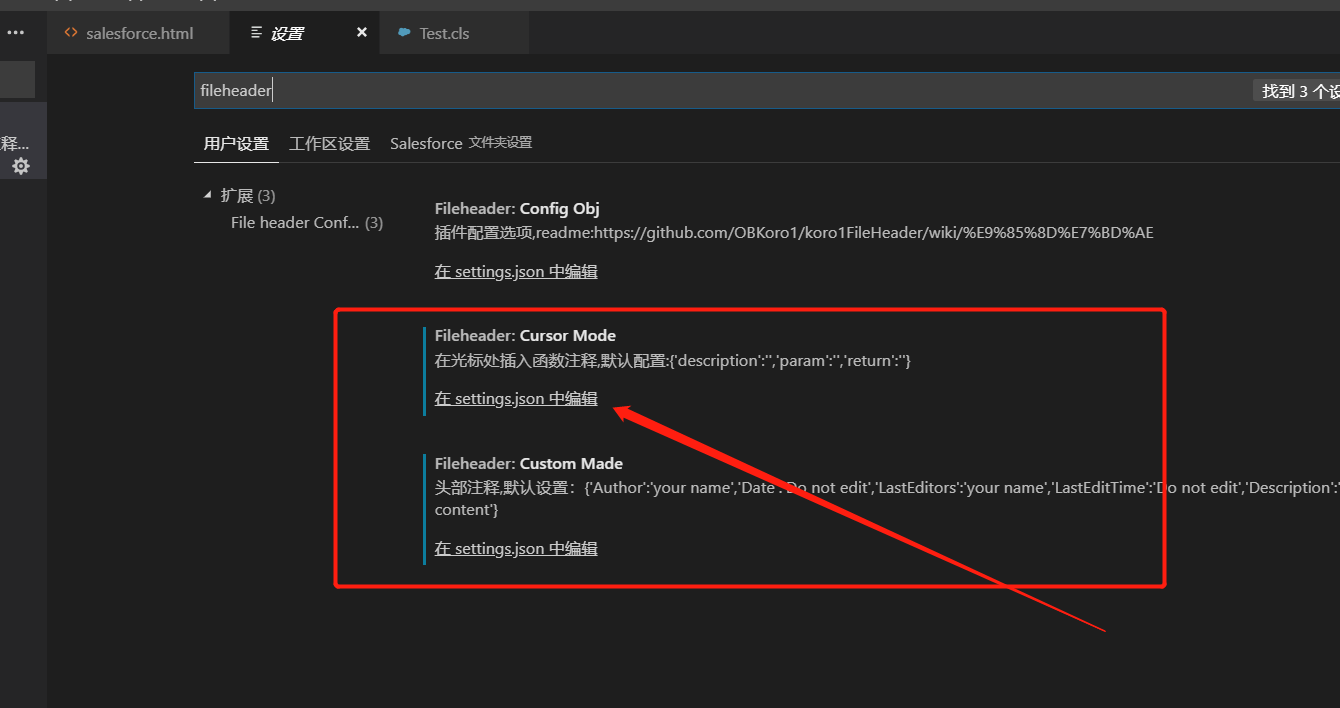 salesforce.html
设置
Test.cls
fileheader
找到 3 个设
用户设置
工作区设置
Salesforce 文件夹设置
释...
扩展 (3)
File header Conf... (3)
Fileheader: Config Obj
插件配置选项,readme:https://github.com/OBKoro1/koro1FileHeader/wiki/%E9%85%8D%E7%BD%AE
在 settings.json 中编辑
Fileheader: Cursor Mode
在光标处插入函数注释,默认配置:{'description':'','param':'','return':''}
在 settings.json 中编辑
Fileheader: Custom Made
头部注释,默认设置：{'Author':'your name','Date':'Do not edit','LastEditors':'your name','LastEditTime':'Do not edit','Description':'
content'}
在 settings.json 中编辑